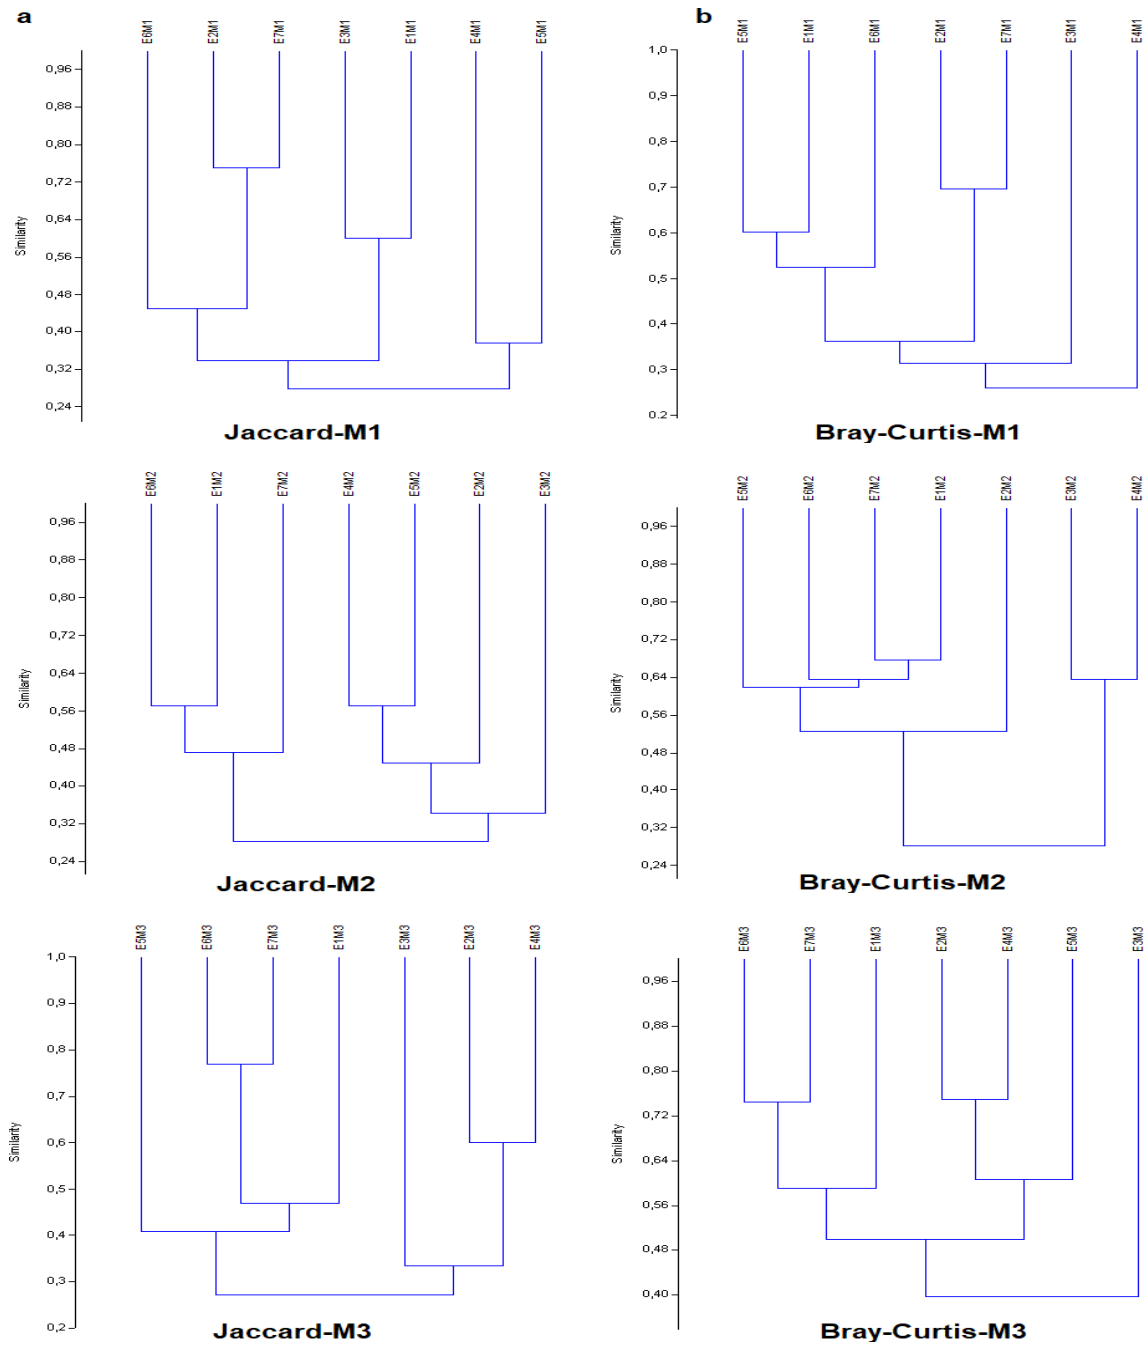 a
E6M1 E2M1 E7M1 E3M1 E1M1 E4M1 E5M1
0,96
0,88
0,80
0,72
0,64
0,56
0,48
0,40
0,32
0,24
Similarity
Jaccard-M1
b
E5M1 E1M1 E6M1 E2M1 E7M1 E3M1 E4M1
1,0
0,9
0,8
0,7
0,6
0,5
0,4
0,3
0,2
Similarity
Bray-Curtis-M1
E6M2 E1M2 E7M2 E4M2 E5M2 E2M2 E3M2
0,96
0,88
0,80
0,72
0,64
0,56
0,48
0,40
0,32
0,24
Similarity
Jaccard-M2
E5M2 E6M2 E7M2 E1M2 E2M2 E3M2 E4M2
0,96
0,88
0,80
0,72
0,64
0,56
0,48
0,40
0,32
0,24
Similarity
Bray-Curtis-M2
E5M3 E6M3 E7M3 E1M3 E3M3 E2M3 E4M3
1,0
0,9
0,8
0,7
0,6
0,5
0,4
0,3
0,2
Similarity
Jaccard-M3
E6M3 E7M3 E1M3 E2M3 E4M3 E5M3 E3M3
0,96
0,88
0,80
0,72
0,64
0,56
0,48
0,40
Similarity
Bray-Curtis-M3